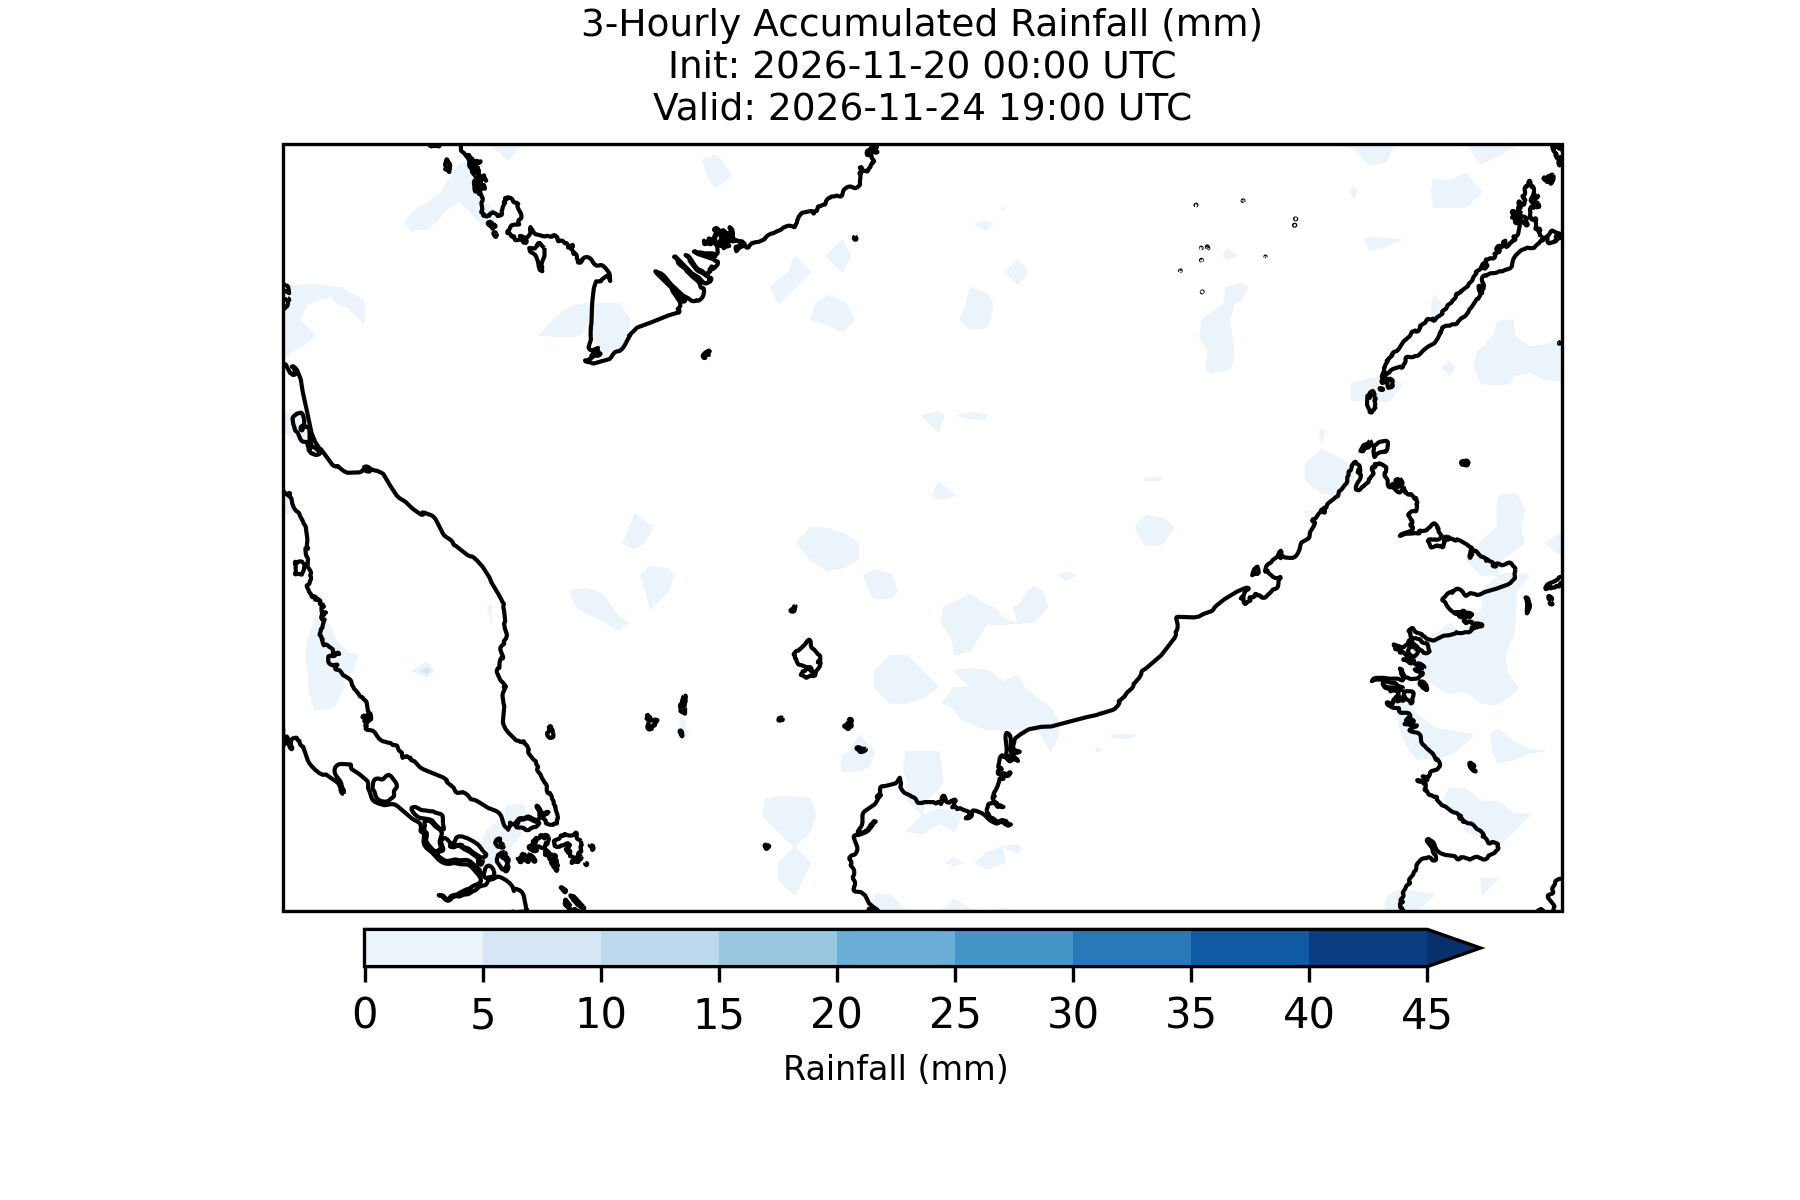 3-Hourly Accumulated Rainfall (mm)
Init: 2026-11-20 00:00 UTC
Valid: 2026-11-24 19:00 UTC
0 5 10 15 20 25 30 35 40 45
Rainfall (mm)